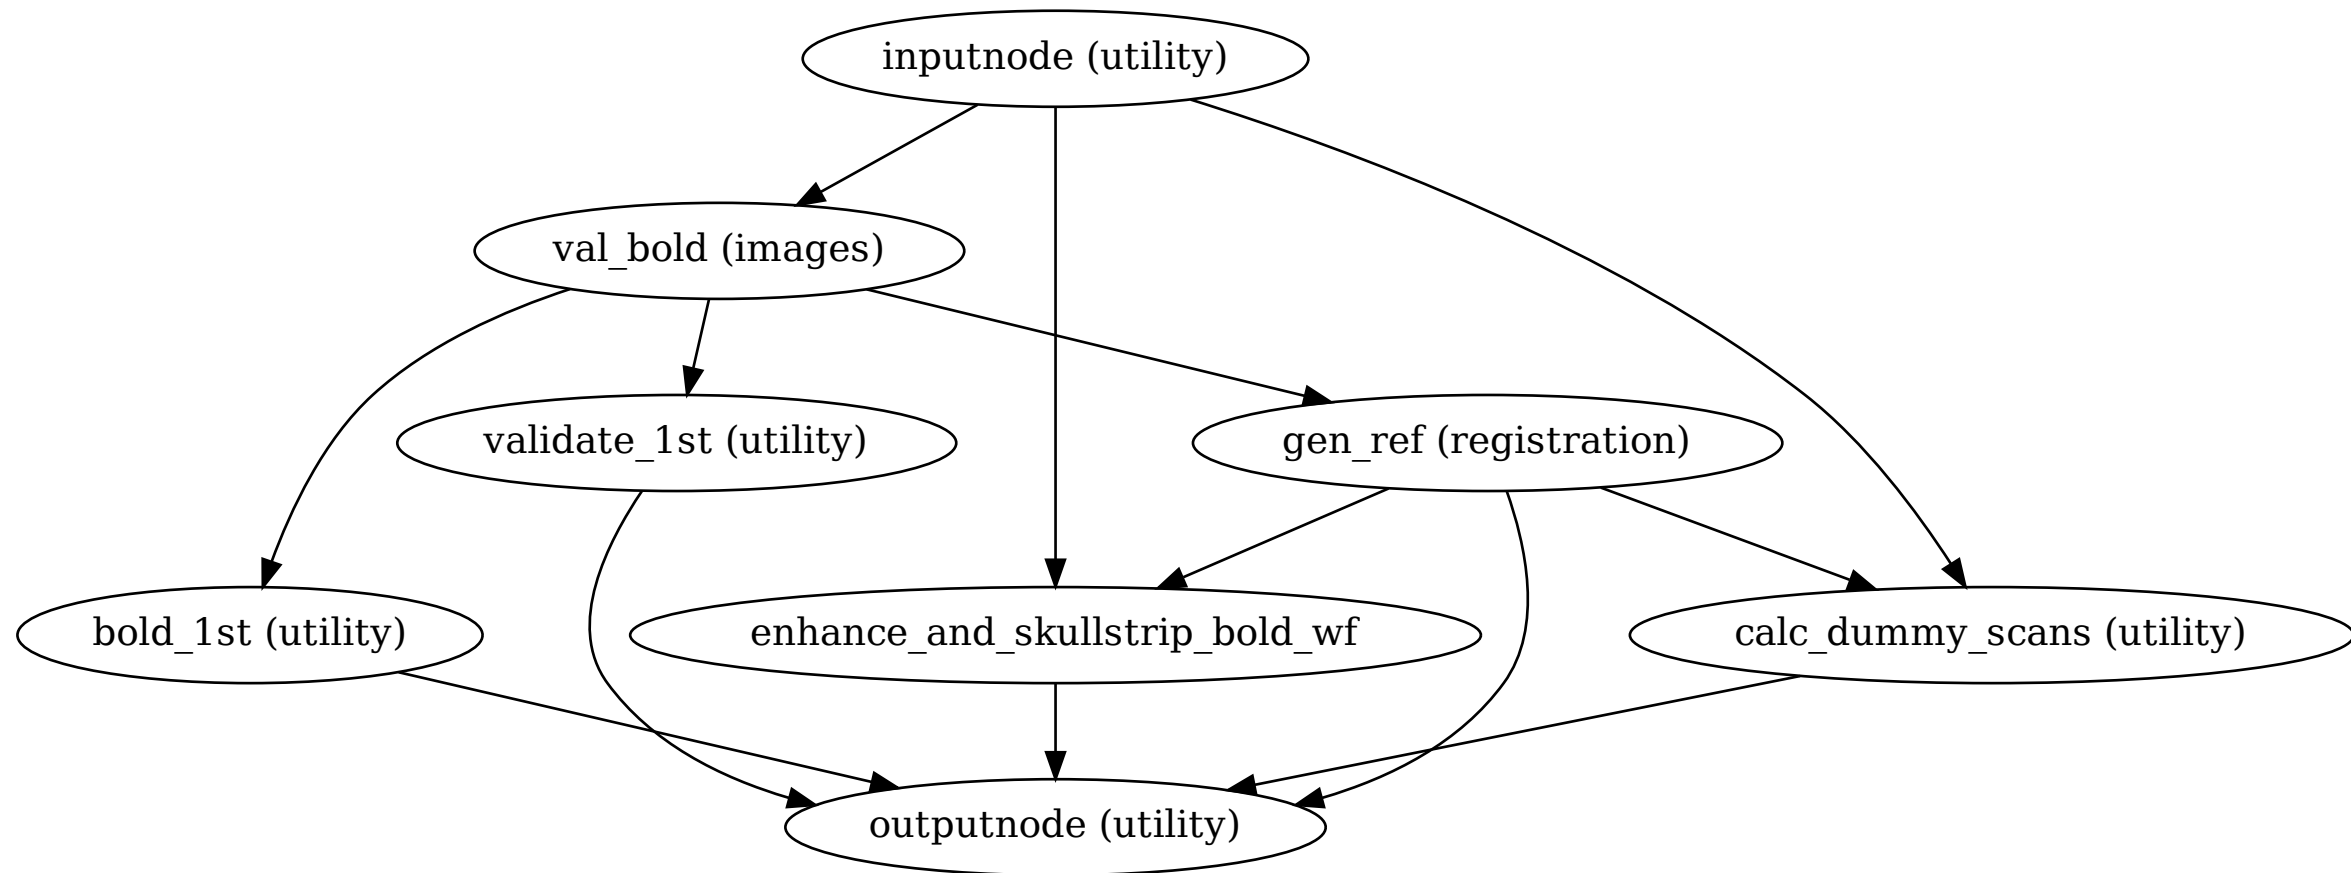 inputnode (utility)
val_bold (images)
validate_1st (utility)
gen_ref (registration)
bold_1st (utility)
enhance_and_skullstrip_bold_wf
calc_dummy_scans (utility)
outputnode (utility)